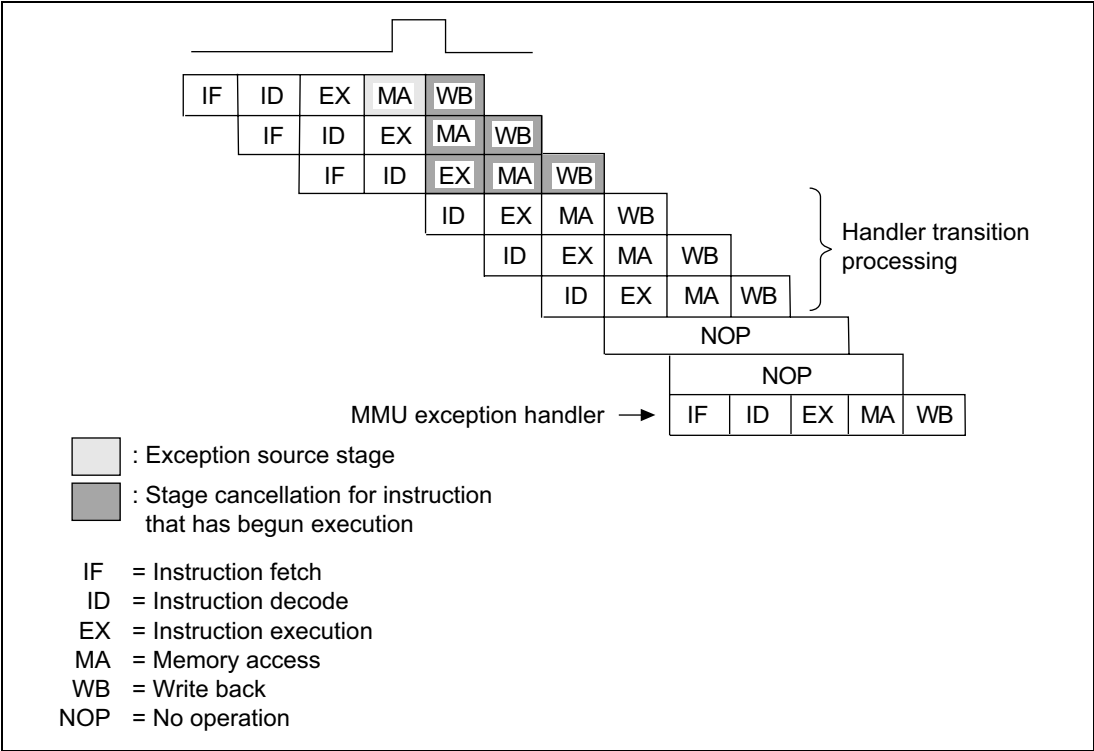 IF ID EX MA WB
IF ID EX MA WB
IF ID EX MA WB
ID EX MA WB
ID EX MA WB
ID EX MA WB
Handler transition
processing
NOP
NOP
MMU exception handler IF ID EX MA WB
: Exception source stage
: Stage cancellation for instruction
that has begun execution
IF = Instruction fetch
ID = Instruction decode
EX = Instruction execution
MA = Memory access
WB = Write back
NOP = No operation